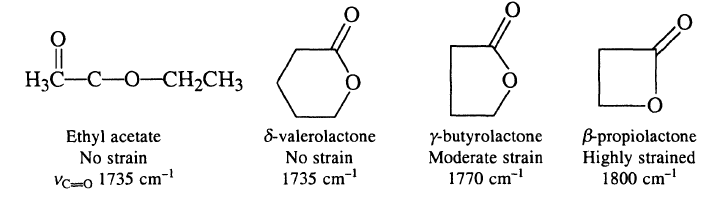 O
H₃C—C—O—CH₂CH₃
O
O
O
O
O
O
Ethyl acetate
No strain
νC=O 1735 cm⁻¹
δ-valerolactone
No strain
1735 cm⁻¹
γ-butyrolactone
Moderate strain
1770 cm⁻¹
β-propiolactone
Highly strained
1800 cm⁻¹